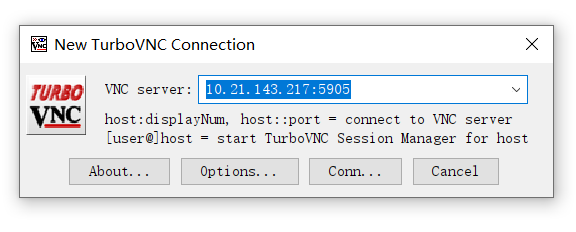 New TurboVNC Connection
TURBO
VNC
VNC server: 10.21.143.217:5905
host:displayNum, host::port = connect to VNC server
[user@]host = start TurboVNC Session Manager for host
About... Options... Conn... Cancel